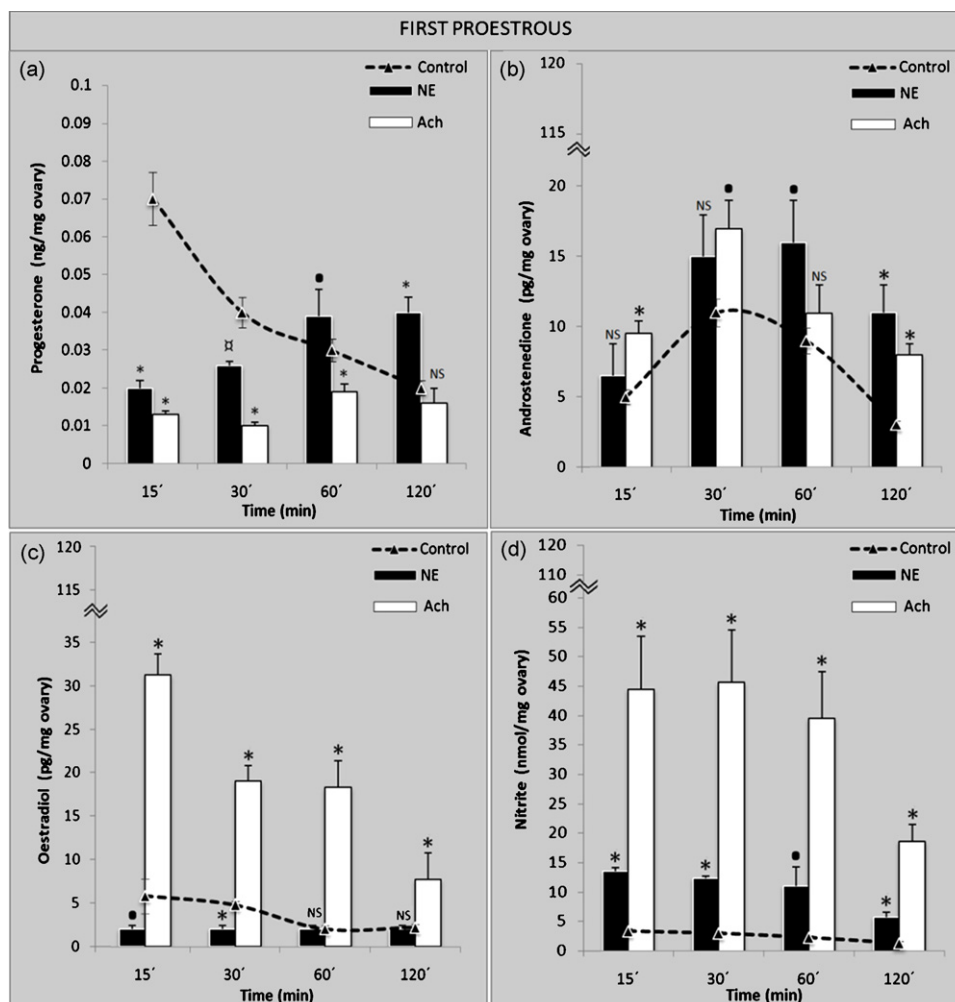 FIRST PROESTROUS
(a)
Control
NE
Ach
Progesterone (ng/mg ovary)
0.1
0.09
0.08
0.07
0.06
0.05
0.04
0.03
0.02
0.01
0
* * ¤ * * * NS
15´ 30´ 60´ 120´
Time (min)
(b)
Control
NE
Ach
Androstenedione (pg/mg ovary)
120
115
20
15
10
5
0
NS * NS NS * *
15´ 30´ 60´ 120´
Time (min)
(c)
Control
NE
Ach
Oestradiol (pg/mg ovary)
120
115
35
30
25
20
15
10
5
0
* * * NS * NS *
15´ 30´ 60´ 120´
Time (min)
(d)
Control
NE
Ach
Nitrite (nmol/mg ovary)
120
110
60
55
50
45
40
35
30
25
20
15
10
5
0
* * * * * * *
15´ 30´ 60´ 120´
Time (min)